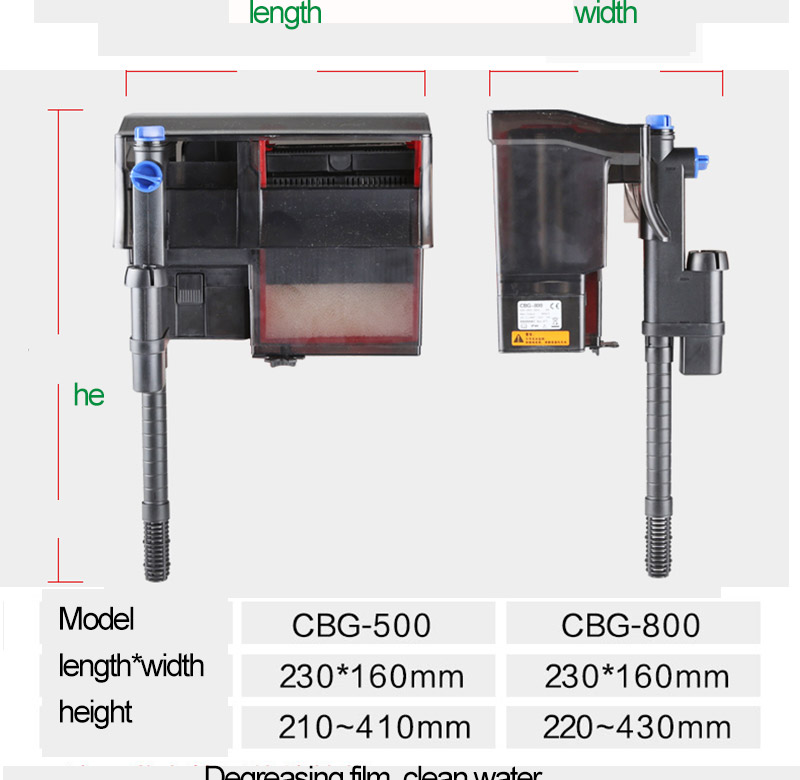 length width
he
CBG-800 CE
Model CBG-500 CBG-800
length*width 230*160mm 230*160mm
height 210~410mm 220~430mm
Degreasing film, clean water